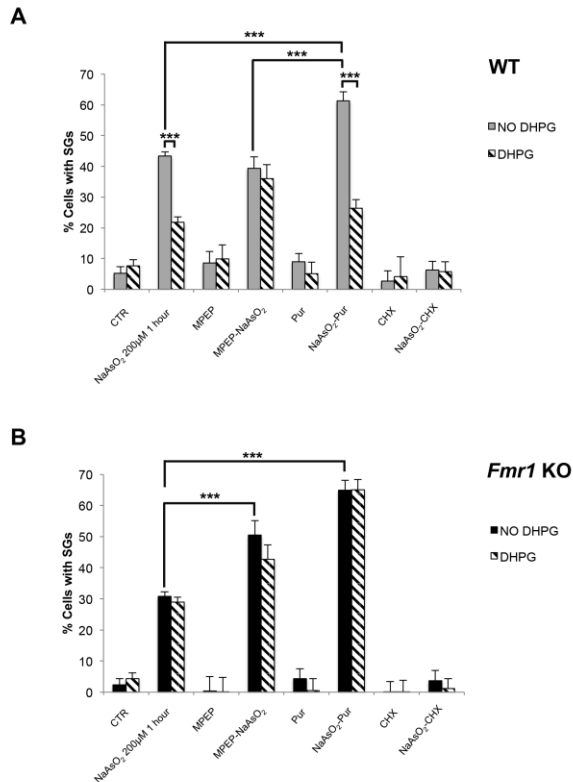 A
WT
***
***
***
***
NO DHPG
DHPG
% Cells with SGs
70
60
50
40
30
20
10
0
CTR
NaAsO₂ 200µM 1 hour
MPEP
MPEP-NaAsO₂
Pur
NaAsO₂-Pur
CHX
NaAsO₂-CHX
B
Fmr1 KO
***
***
NO DHPG
DHPG
% Cells with SGs
70
60
50
40
30
20
10
0
CTR
NaAsO₂ 200µM 1 hour
MPEP
MPEP-NaAsO₂
Pur
NaAsO₂-Pur
CHX
NaAsO₂-CHX